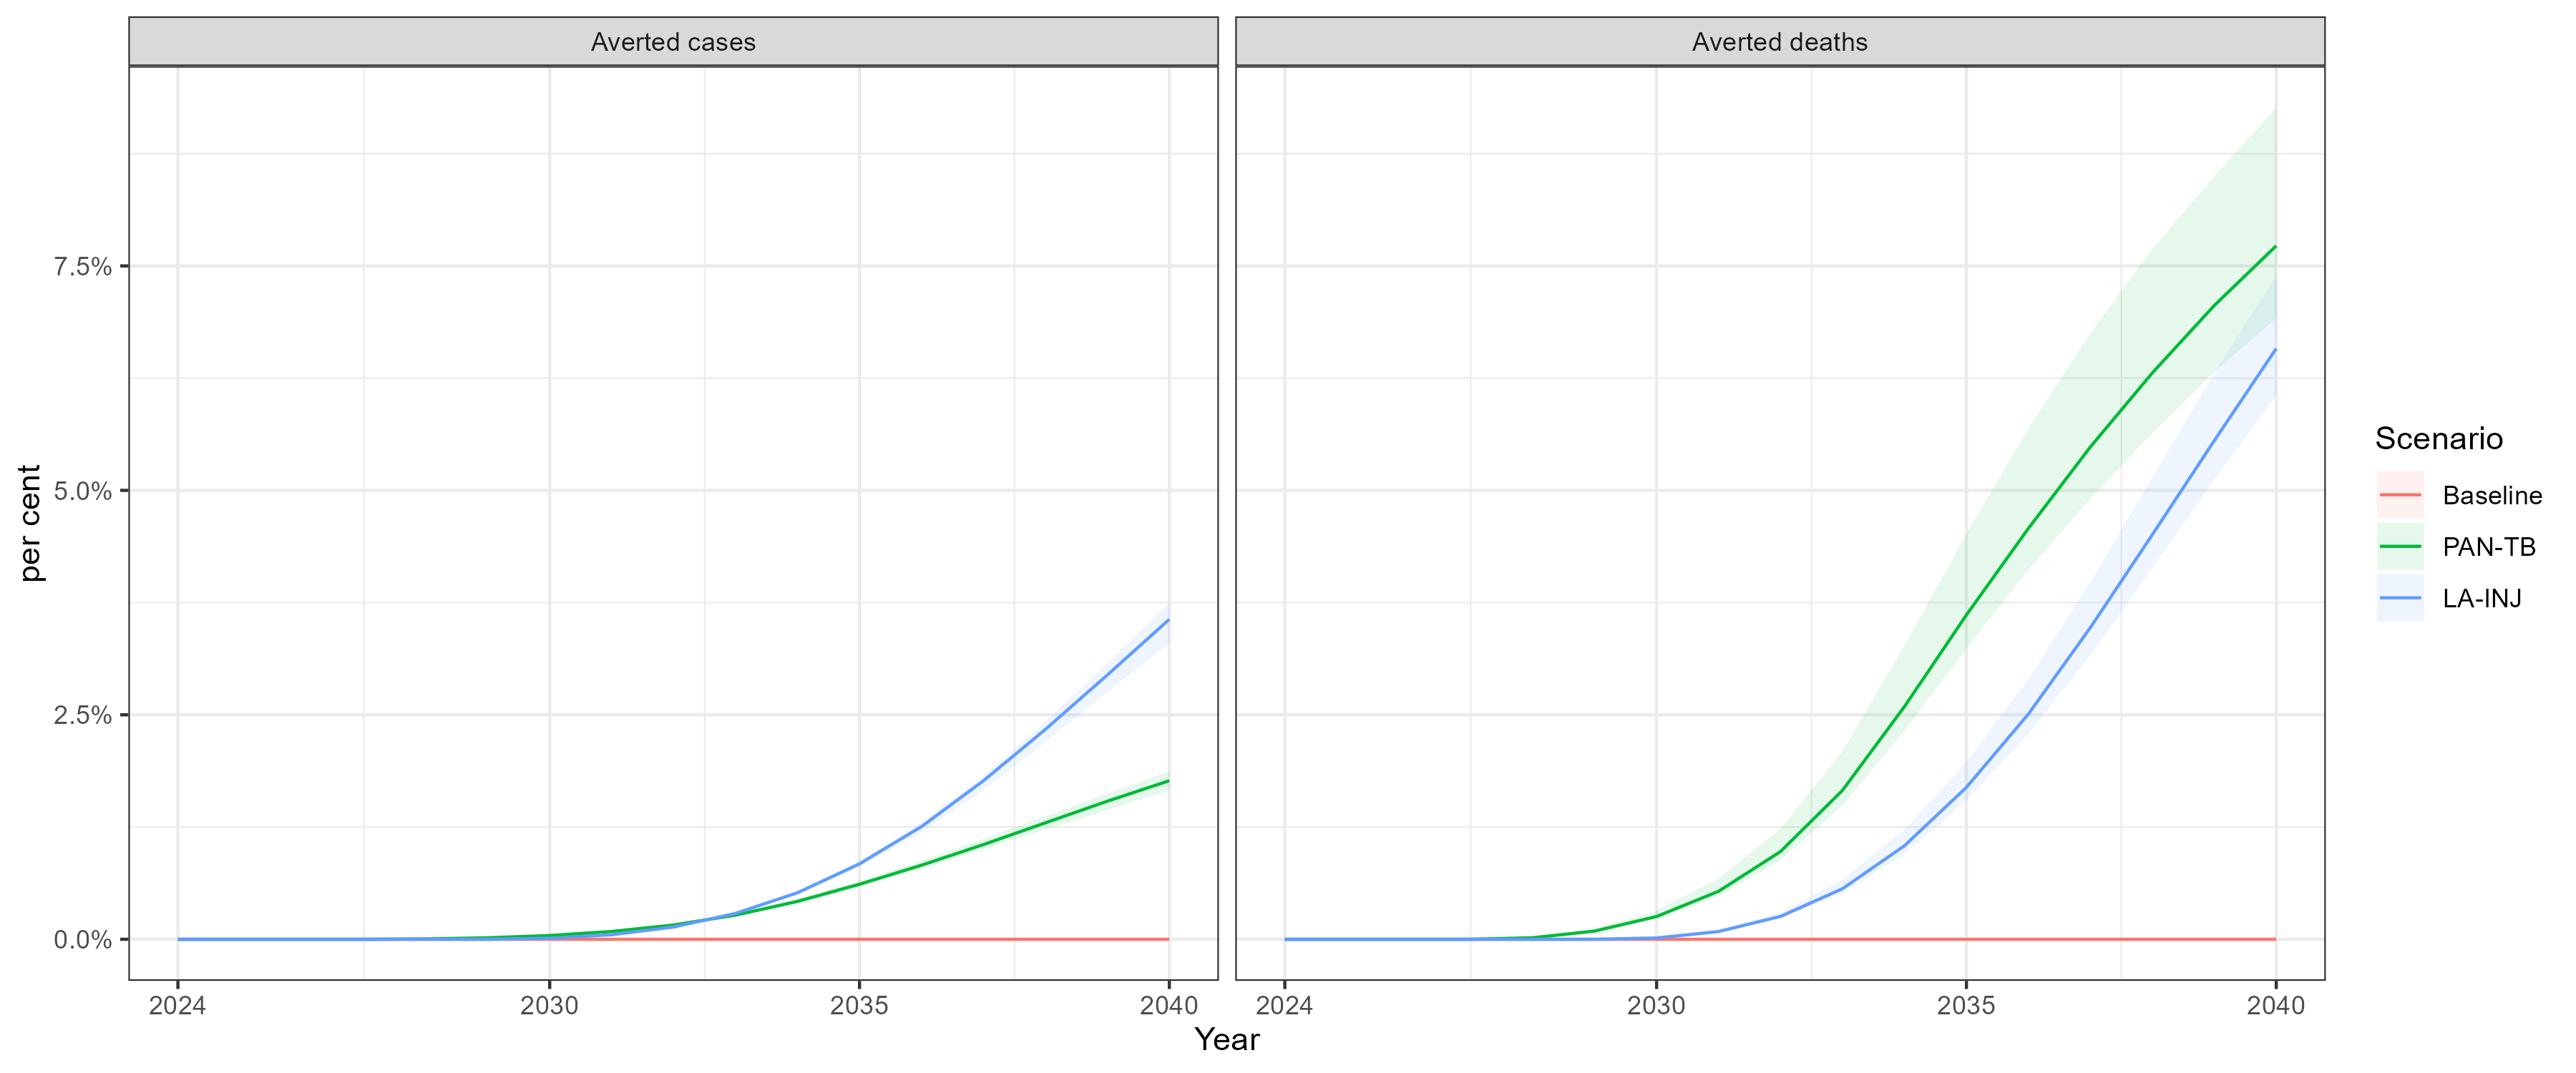 Averted cases
Averted deaths
per cent
7.5%
5.0%
2.5%
0.0%
2024
2030
2035
2040
2024
2030
2035
2040
Year
Scenario
Baseline
PAN-TB
LA-INJ